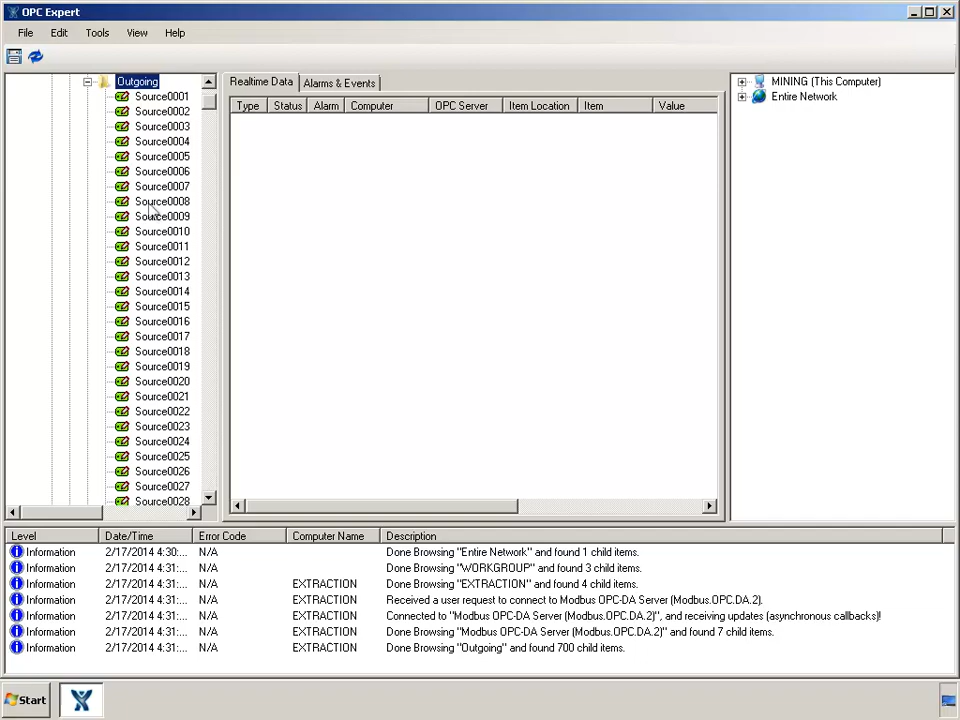 OPC Expert
File Edit Tools View Help
Outgoing
Source0001
Source0002
Source0003
Source0004
Source0005
Source0006
Source0007
Source0008
Source0009
Source0010
Source0011
Source0012
Source0013
Source0014
Source0015
Source0016
Source0017
Source0018
Source0019
Source0020
Source0021
Source0022
Source0023
Source0024
Source0025
Source0026
Source0027
Source0028
Realtime Data Alarms & Events
Type Status Alarm Computer OPC Server Item Location Item Value
MINING (This Computer)
Entire Network
Level Date/Time Error Code Computer Name Description
Information 2/17/2014 4:30:... N/A Done Browsing "Entire Network" and found 1 child items.
Information 2/17/2014 4:31:... N/A Done Browsing "WORKGROUP" and found 3 child items.
Information 2/17/2014 4:31:... N/A EXTRACTION Done Browsing "EXTRACTION" and found 4 child items.
Information 2/17/2014 4:31:... N/A EXTRACTION Received a user request to connect to Modbus OPC-DA Server (Modbus.OPC.DA.2).
Information 2/17/2014 4:31:... N/A EXTRACTION Connected to "Modbus OPC-DA Server (Modbus.OPC.DA.2)", and receiving updates (asynchronous callbacks)!
Information 2/17/2014 4:31:... N/A EXTRACTION Done Browsing "Modbus OPC-DA Server (Modbus.OPC.DA.2)" and found 7 child items.
Information 2/17/2014 4:31:... N/A EXTRACTION Done Browsing "Outgoing" and found 700 child items.
Start